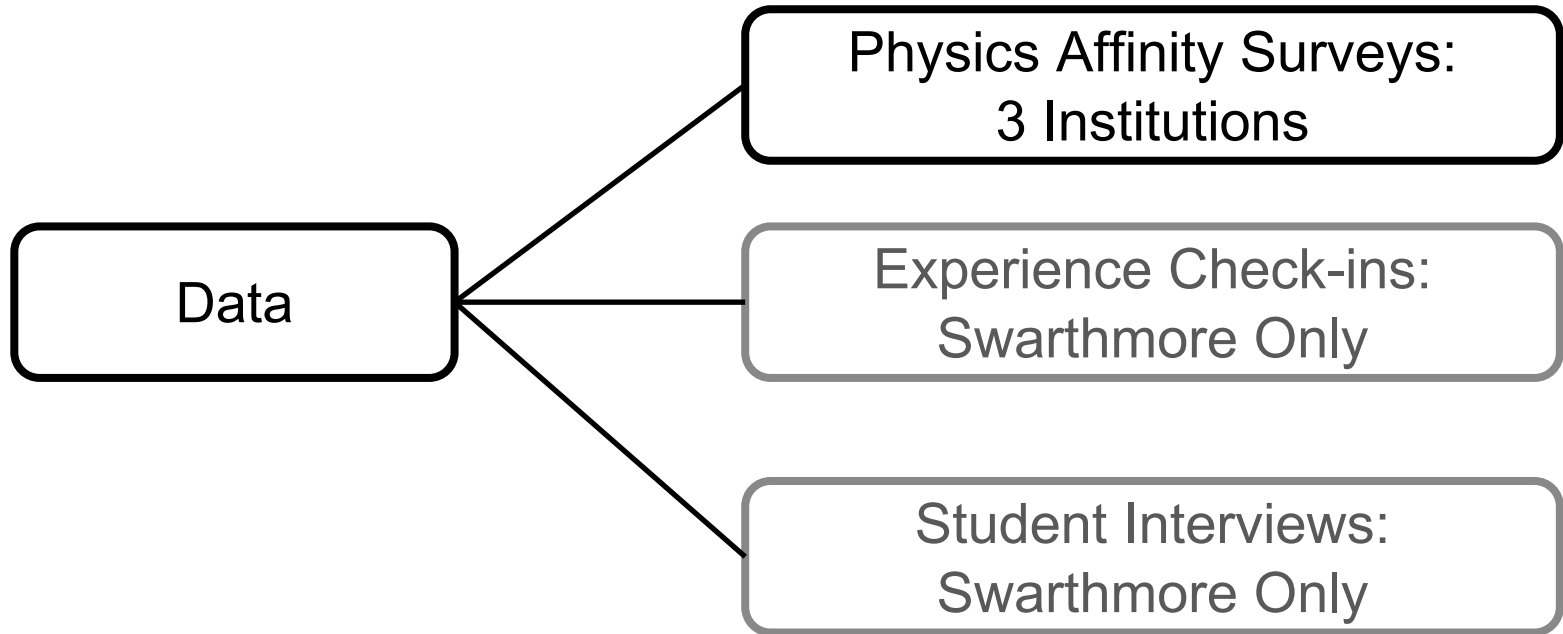 Data
Physics Affinity Surveys:
3 Institutions
Experience Check-ins:
Swarthmore Only
Student Interviews:
Swarthmore Only